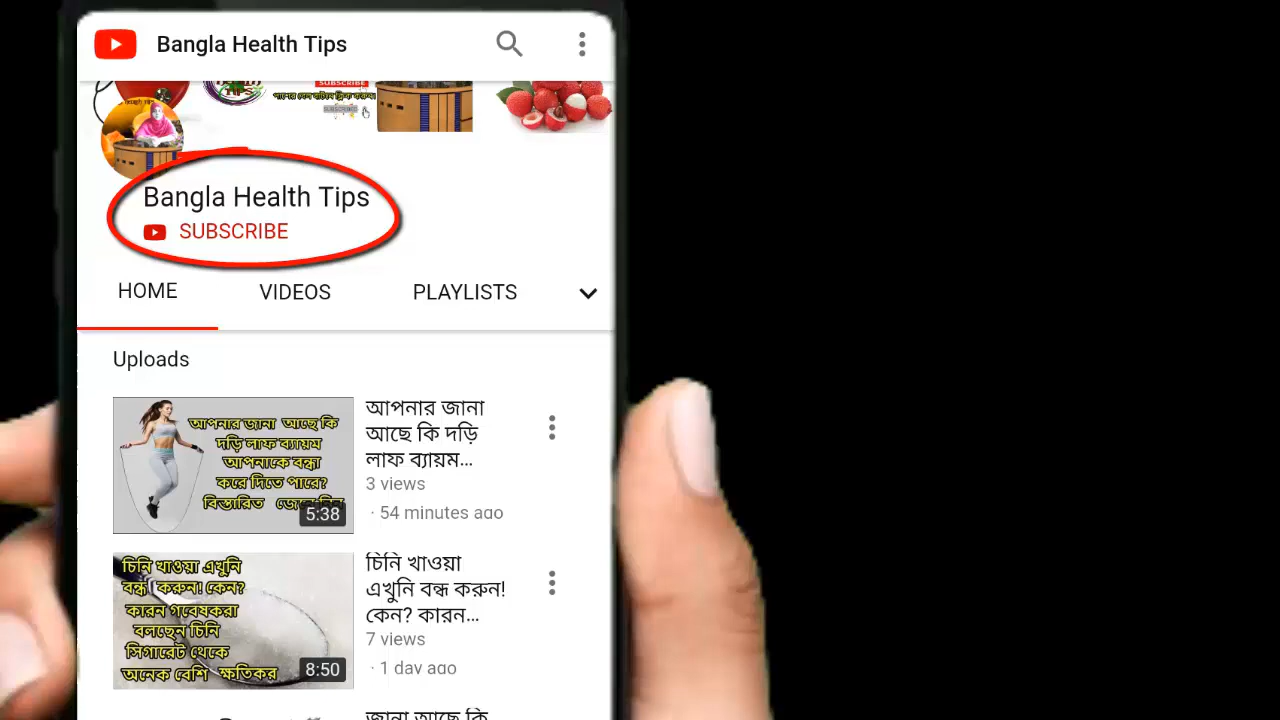 Bangla Health Tips
SUBSCRIBE
Bangla Health Tips
SUBSCRIBE
HOME
VIDEOS
PLAYLISTS
Uploads
আপনার জানা আছে কি
দড়ি লাফ ব্যায়াম
আপনাকে বন্ধা
করে দিতে পারে?
বিস্তারিত জেনে নিন
5:38
আপনার জানা
আছে কি দড়ি
লাফ ব্যায়াম...
3 views
· 54 minutes ago
চিনি খাওয়া এখুনি
বন্ধ করুন! কেন?
কারন গবেষকরা
বলছেন চিনি
সিগারেট থেকে
অনেক বেশি ক্ষতিকর
8:50
চিনি খাওয়া
এখুনি বন্ধ করুন!
কেন? কারন...
7 views
· 1 day ago
জানা আছে কি